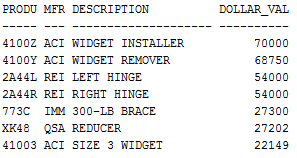 PRODU MFR DESCRIPTION DOLLAR_VAL
----- --- -------------------- ----------
4100Z ACI WIDGET INSTALLER 70000
4100Y ACI WIDGET REMOVER 68750
2A44L REI LEFT HINGE 54000
2A44R REI RIGHT HINGE 54000
773C IMM 300-LB BRACE 27300
XK48 QSA REDUCER 27202
41003 ACI SIZE 3 WIDGET 22149